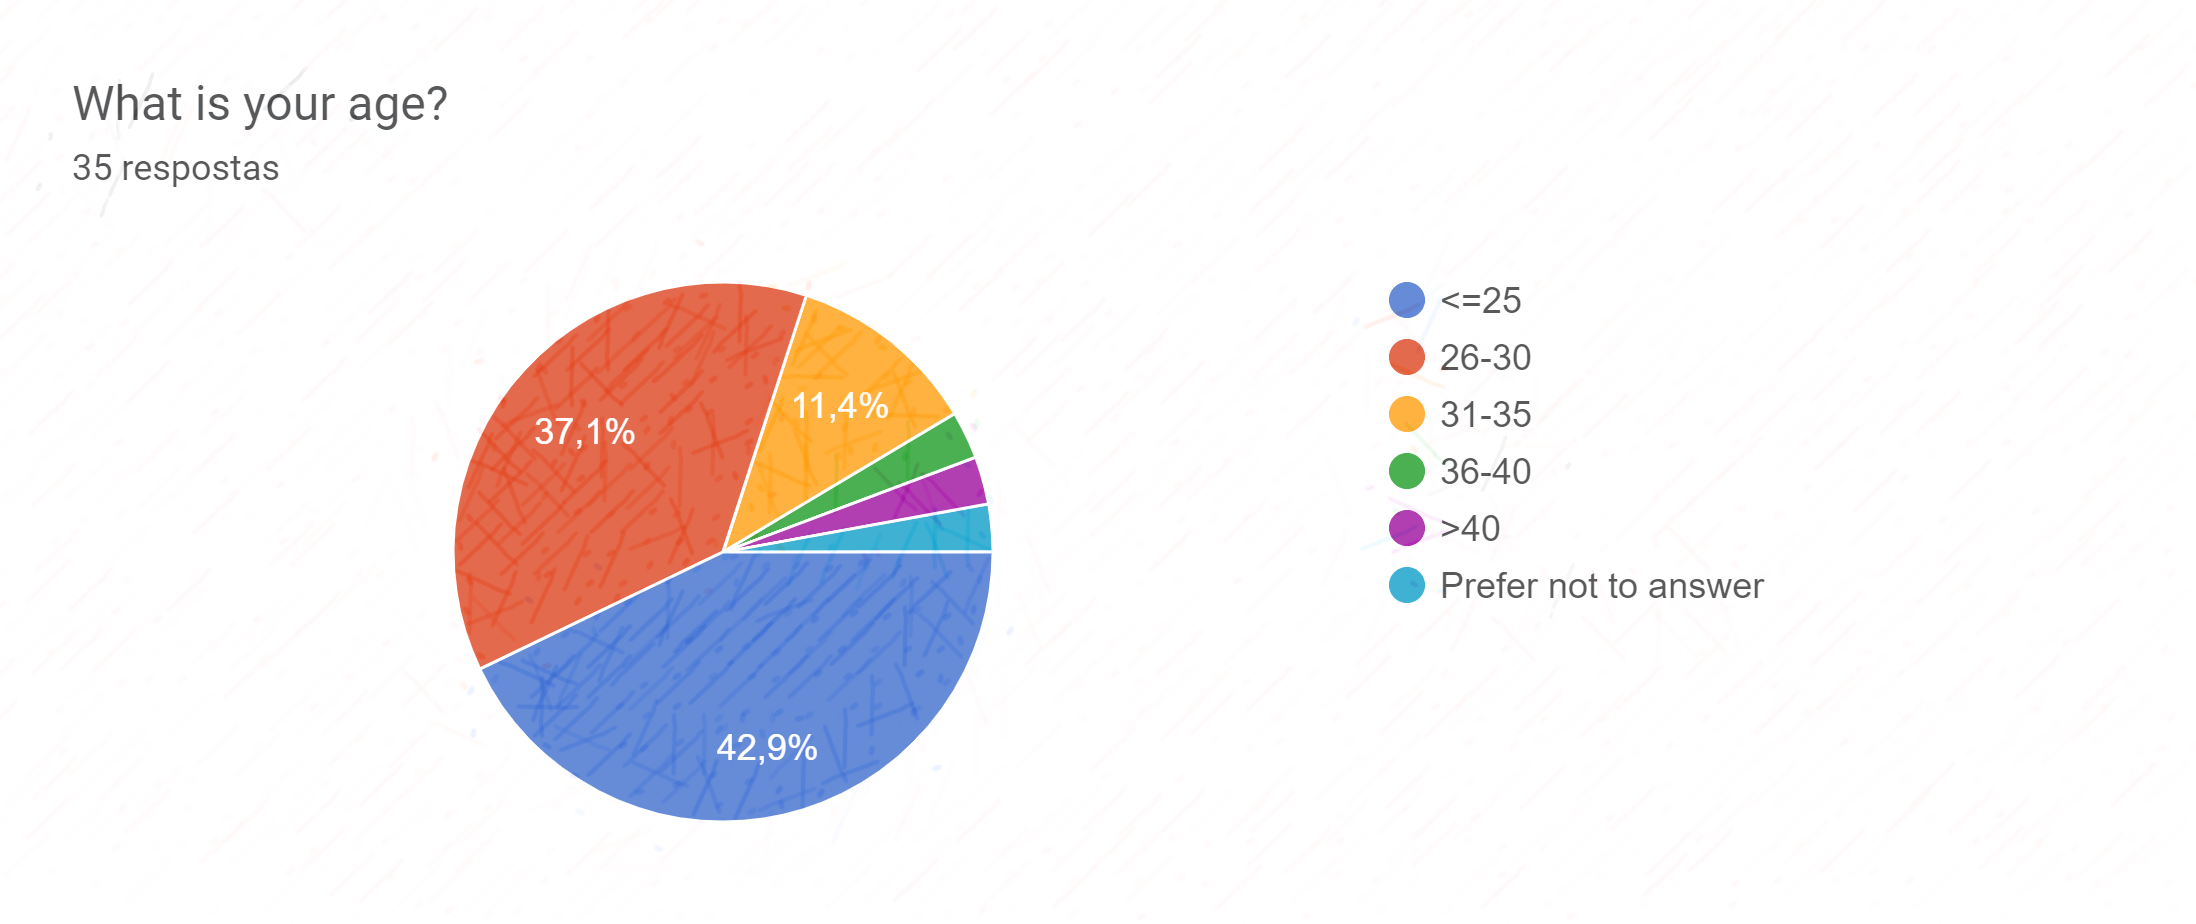 What is your age?
35 respostas
37,1%
11,4%
42,9%
<=25
26-30
31-35
36-40
>40
Prefer not to answer